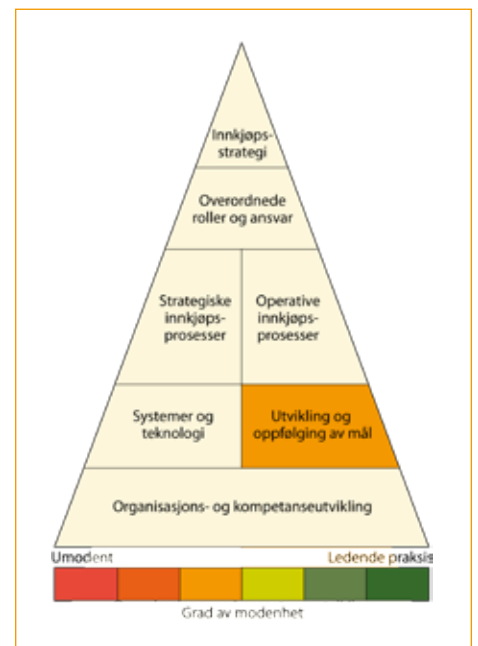 Innkjøps-
strategi
Overordnede
roller og ansvar
Strategiske
innkjøps-
prosesser
Operative
innkjøps-
prosesser
Systemer og
teknologi
Utvikling og
oppfølging av mål
Organisasjons- og kompetanseutvikling
Umodent
Ledende praksis
Grad av modenhet